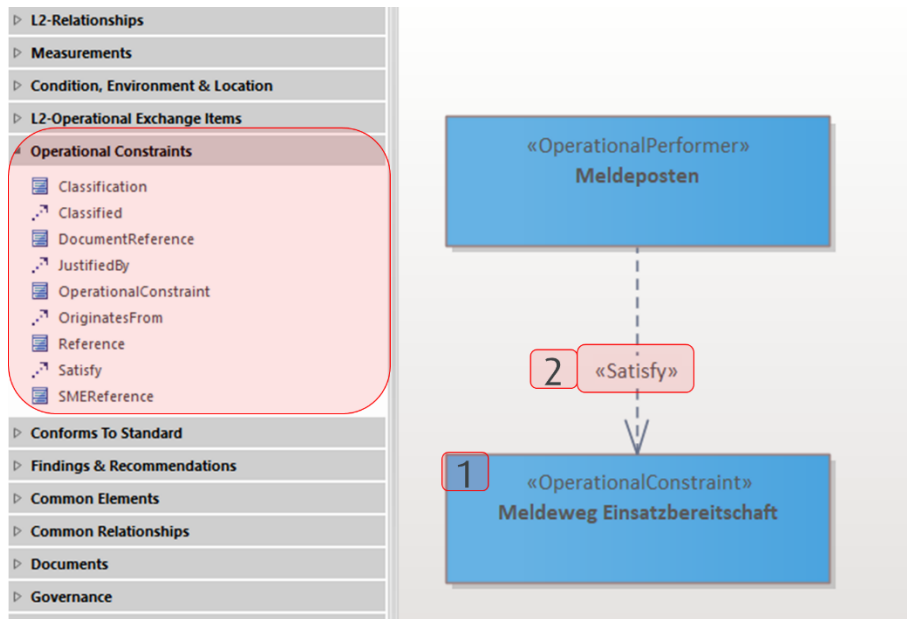 L2-Relationships
Measurements
Condition, Environment & Location
L2-Operational Exchange Items
Operational Constraints
Classification
Classified
DocumentReference
JustifiedBy
OperationalConstraint
OriginatesFrom
Reference
Satisfy
SMEReference
Conforms To Standard
Findings & Recommendations
Common Elements
Common Relationships
Documents
Governance
«OperationalPerformer»
Meldeposten
2 «Satisfy»
1
«OperationalConstraint»
Meldeweg Einsatzbereitschaft